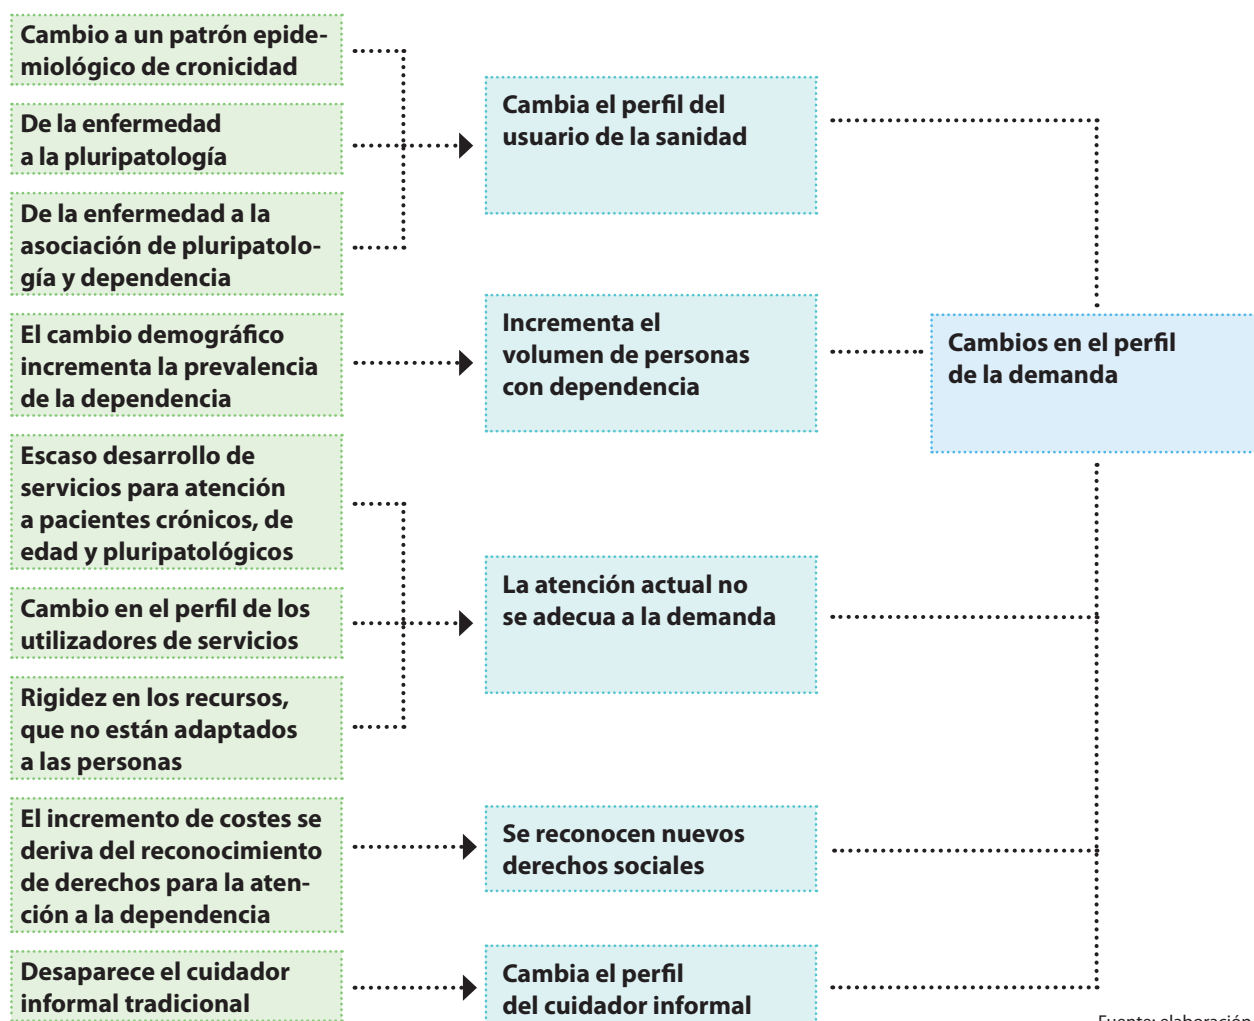 Cambio a un patrón epide-
miológico de cronicidad
De la enfermedad
a la pluripatología
De la enfermedad a la
asociación de pluripatolo-
gía y dependencia
El cambio demográfico
incrementa la prevalencia
de la dependencia
Escaso desarrollo de
servicios para atención
a pacientes crónicos, de
edad y pluripatológicos
Cambio en el perfil de los
utilizadores de servicios
Rigidez en los recursos,
que no están adaptados
a las personas
El incremento de costes se
deriva del reconocimiento
de derechos para la aten-
ción a la dependencia
Desaparece el cuidador
informal tradicional
Cambia el perfil del
usuario de la sanidad
Incrementa el
volumen de personas
con dependencia
La atención actual no
se adecua a la demanda
Se reconocen nuevos
derechos sociales
Cambia el perfil
del cuidador informal
Cambios en el perfil
de la demanda
Fuente: elaboración